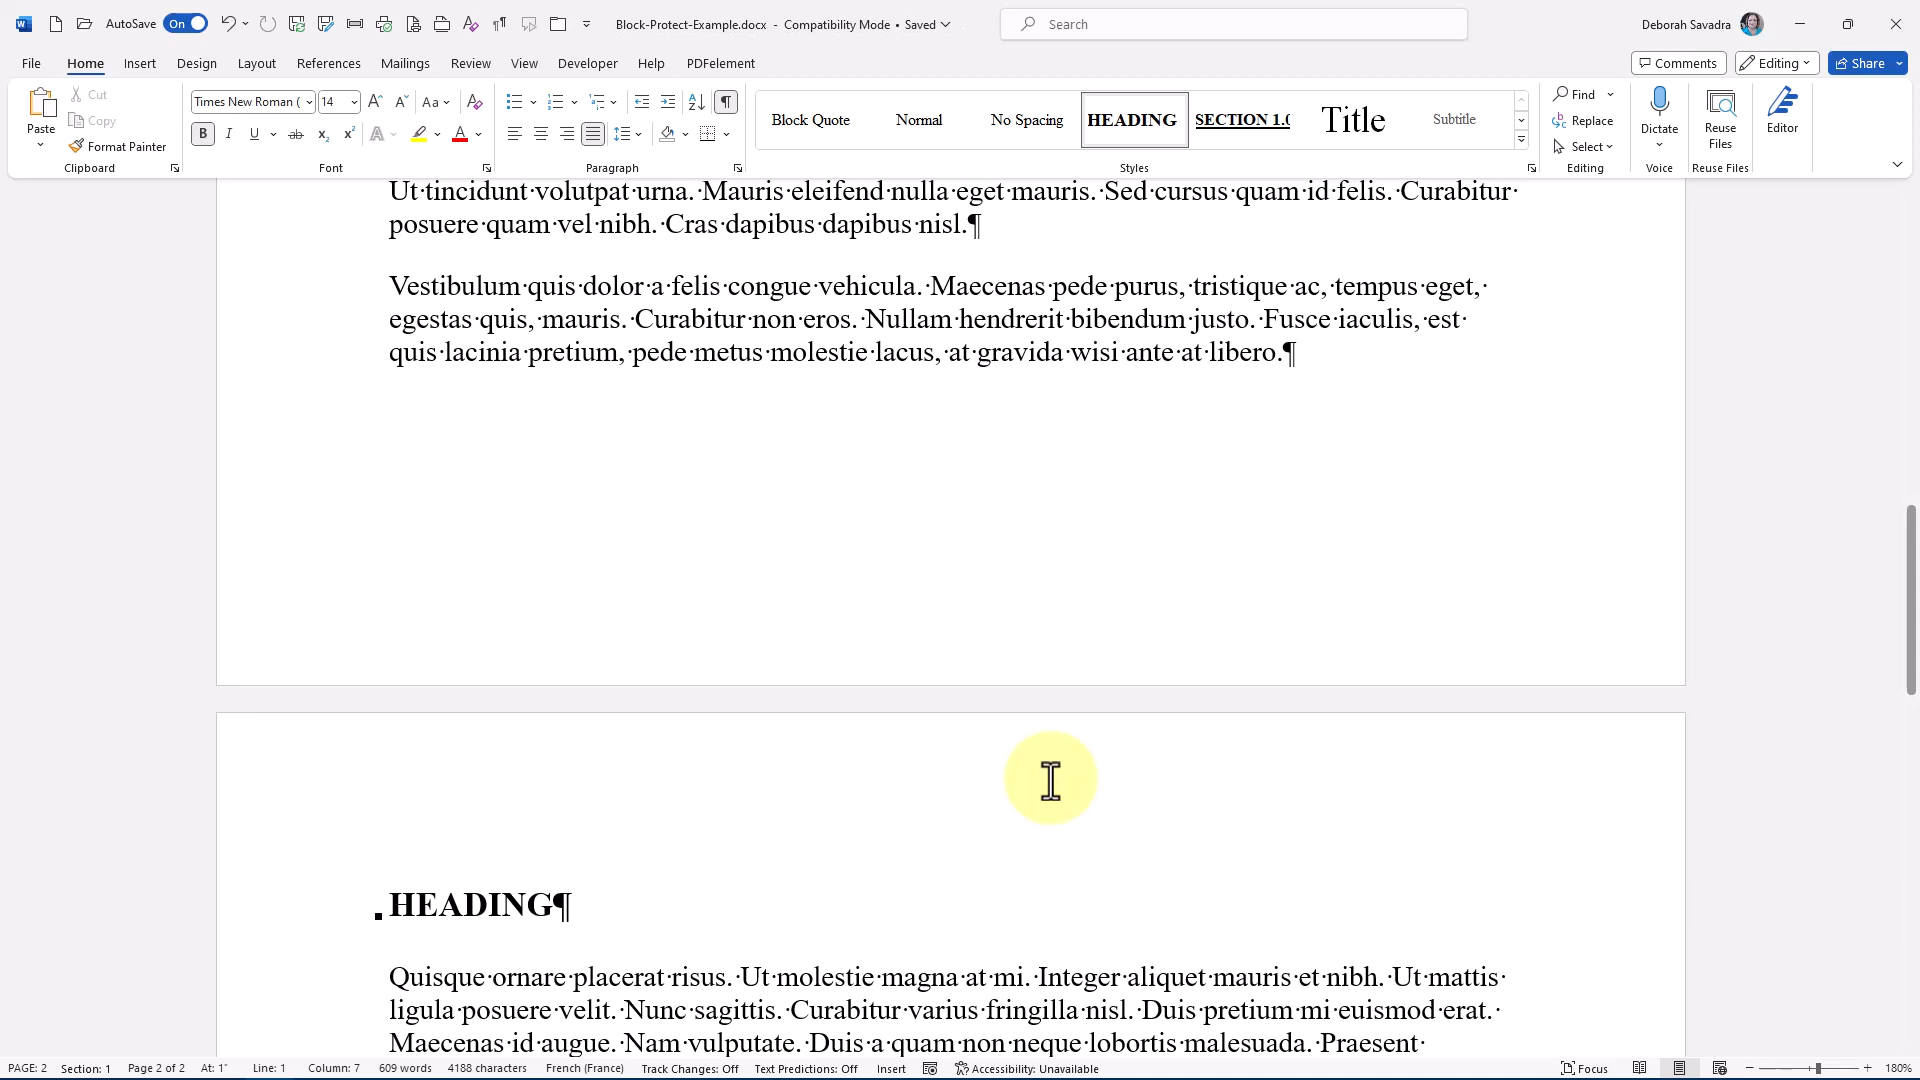 AutoSave On Block-Protect-Example.docx - Compatibility Mode • Saved Search Deborah Savadra
File Home Insert Design Layout References Mailings Review View Developer Help PDFelement Comments Editing Share
Paste
Cut
Copy
Format Painter
Clipboard
Times New Roman ( 14
Font
Paragraph
Block Quote Normal No Spacing HEADING SECTION 1.0 Title Subtitle
Styles
Find
Replace
Select
Editing
Dictate
Voice
Reuse
Files
Reuse Files
Editor
Ut·tincidunt·volutpat·urna.·Mauris·eleifend·nulla·eget·mauris.·Sed·cursus·quam·id·felis.·Curabitur·
posuere·quam·vel·nibh.·Cras·dapibus·dapibus·nisl.¶
Vestibulum·quis·dolor·a·felis·congue·vehicula.·Maecenas·pede·purus,·tristique·ac,·tempus·eget,·
egestas·quis,·mauris.·Curabitur·non·eros.·Nullam·hendrerit·bibendum·justo.·Fusce·iaculis,·est·
quis·lacinia·pretium,·pede·metus·molestie·lacus,·at·gravida·wisi·ante·at·libero.¶
HEADING¶
Quisque·ornare·placerat·risus.·Ut·molestie·magna·at·mi.·Integer·aliquet·mauris·et·nibh.·Ut·mattis·
ligula·posuere·velit.·Nunc·sagittis.·Curabitur·varius·fringilla·nisl.·Duis·pretium·mi·euismod·erat.·
Maecenas·id·augue.·Nam·vulputate.·Duis·a·quam·non·neque·lobortis·malesuada.·Praesent·
PAGE: 2 Section: 1 Page 2 of 2 At: 1" Line: 1 Column: 7 609 words 4188 characters French (France) Track Changes: Off Text Predictions: Off Insert Accessibility: Unavailable Focus 180%